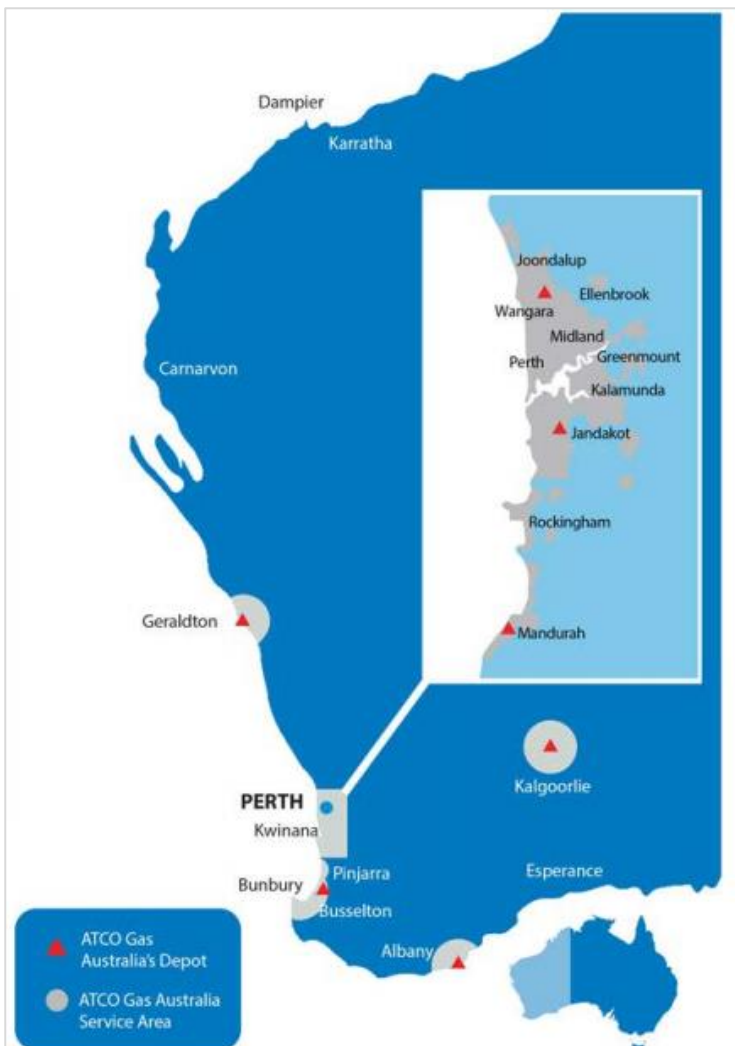 Dampier
Karratha
Joondalup
Ellenbrook
Wangara
Midland
Perth
Greenmount
Kalamunda
Carnarvon
Jandakot
Rockingham
Geraldton
Mandurah
Kalgoorlie
PERTH
Kwinana
Pinjarra
Esperance
Bunbury
Busselton
Albany
ATCO Gas
Australia's Depot
ATCO Gas Australia
Service Area